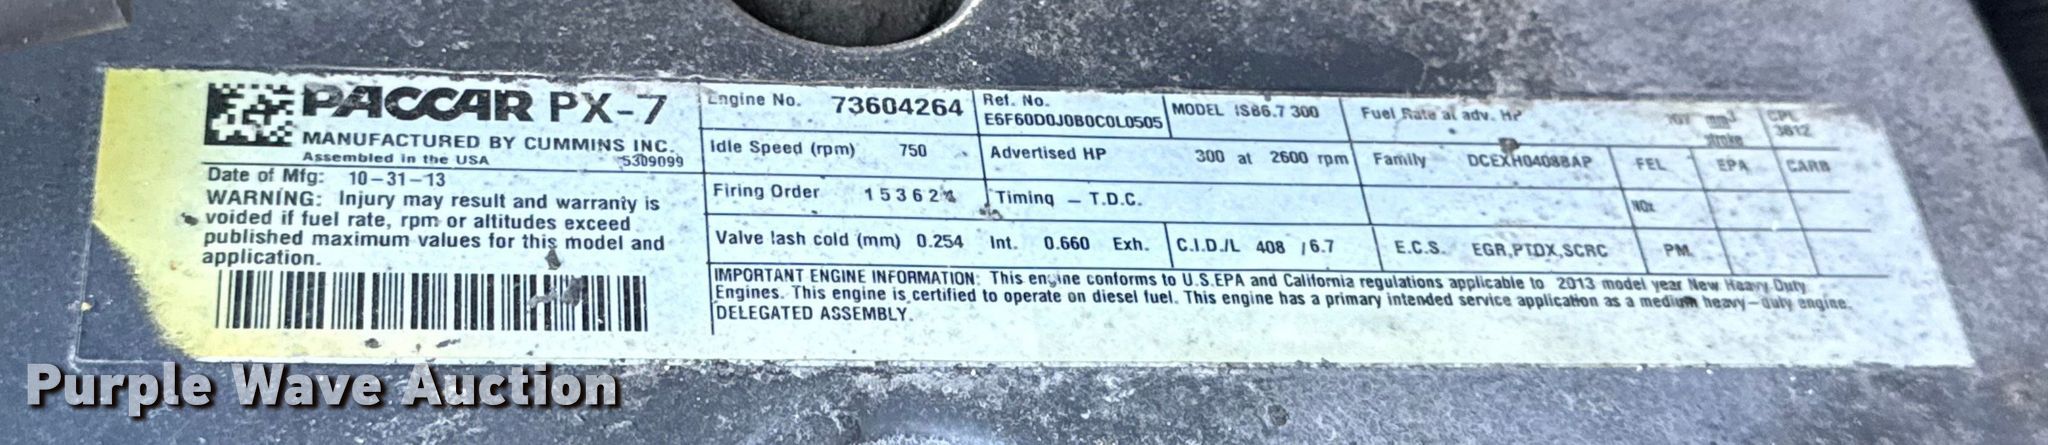 PACCAR PX-7
MANUFACTURED BY CUMMINS INC.
Assembled in the USA 5309099
Date of Mfg: 10-31-13
WARNING: Injury may result and warranty is
voided if fuel rate, rpm or altitudes exceed
published maximum values for this model and
application.
Engine No. 73604264
Ref. No.
E6F60D0J0B0C0L0505
MODEL ISB6.7 300
Fuel Rate at adv. HP
mm³
stroke
CPL
3612
Idle Speed (rpm) 750
Advertised HP 300 at 2600 rpm
Family DCEXH0408BAP
FEL EPA CARB
Firing Order 153624
Timing - T.D.C.
NOx
Valve lash cold (mm) 0.254 Int. 0.660 Exh.
C.I.D./L 408 /6.7
E.C.S. EGR,PTDX,SCRC
PM
IMPORTANT ENGINE INFORMATION: This engine conforms to U.S.EPA and California regulations applicable to 2013 model year New Heavy Duty
Engines. This engine is certified to operate on diesel fuel. This engine has a primary intended service application as a medium heavy-duty engine.
DELEGATED ASSEMBLY.
Purple Wave Auction